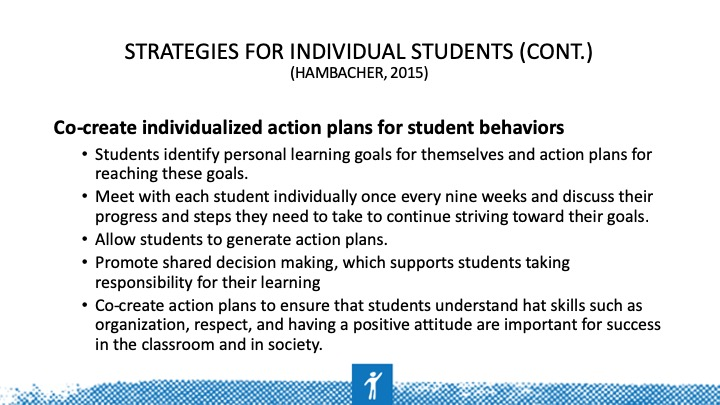 STRATEGIES FOR INDIVIDUAL STUDENTS (CONT.)
(HAMBACHER, 2015)
Co-create individualized action plans for student behaviors
• Students identify personal learning goals for themselves and action plans for
reaching these goals.
• Meet with each student individually once every nine weeks and discuss their
progress and steps they need to take to continue striving toward their goals.
• Allow students to generate action plans.
• Promote shared decision making, which supports students taking
responsibility for their learning
• Co-create action plans to ensure that students understand hat skills such as
organization, respect, and having a positive attitude are important for success
in the classroom and in society.